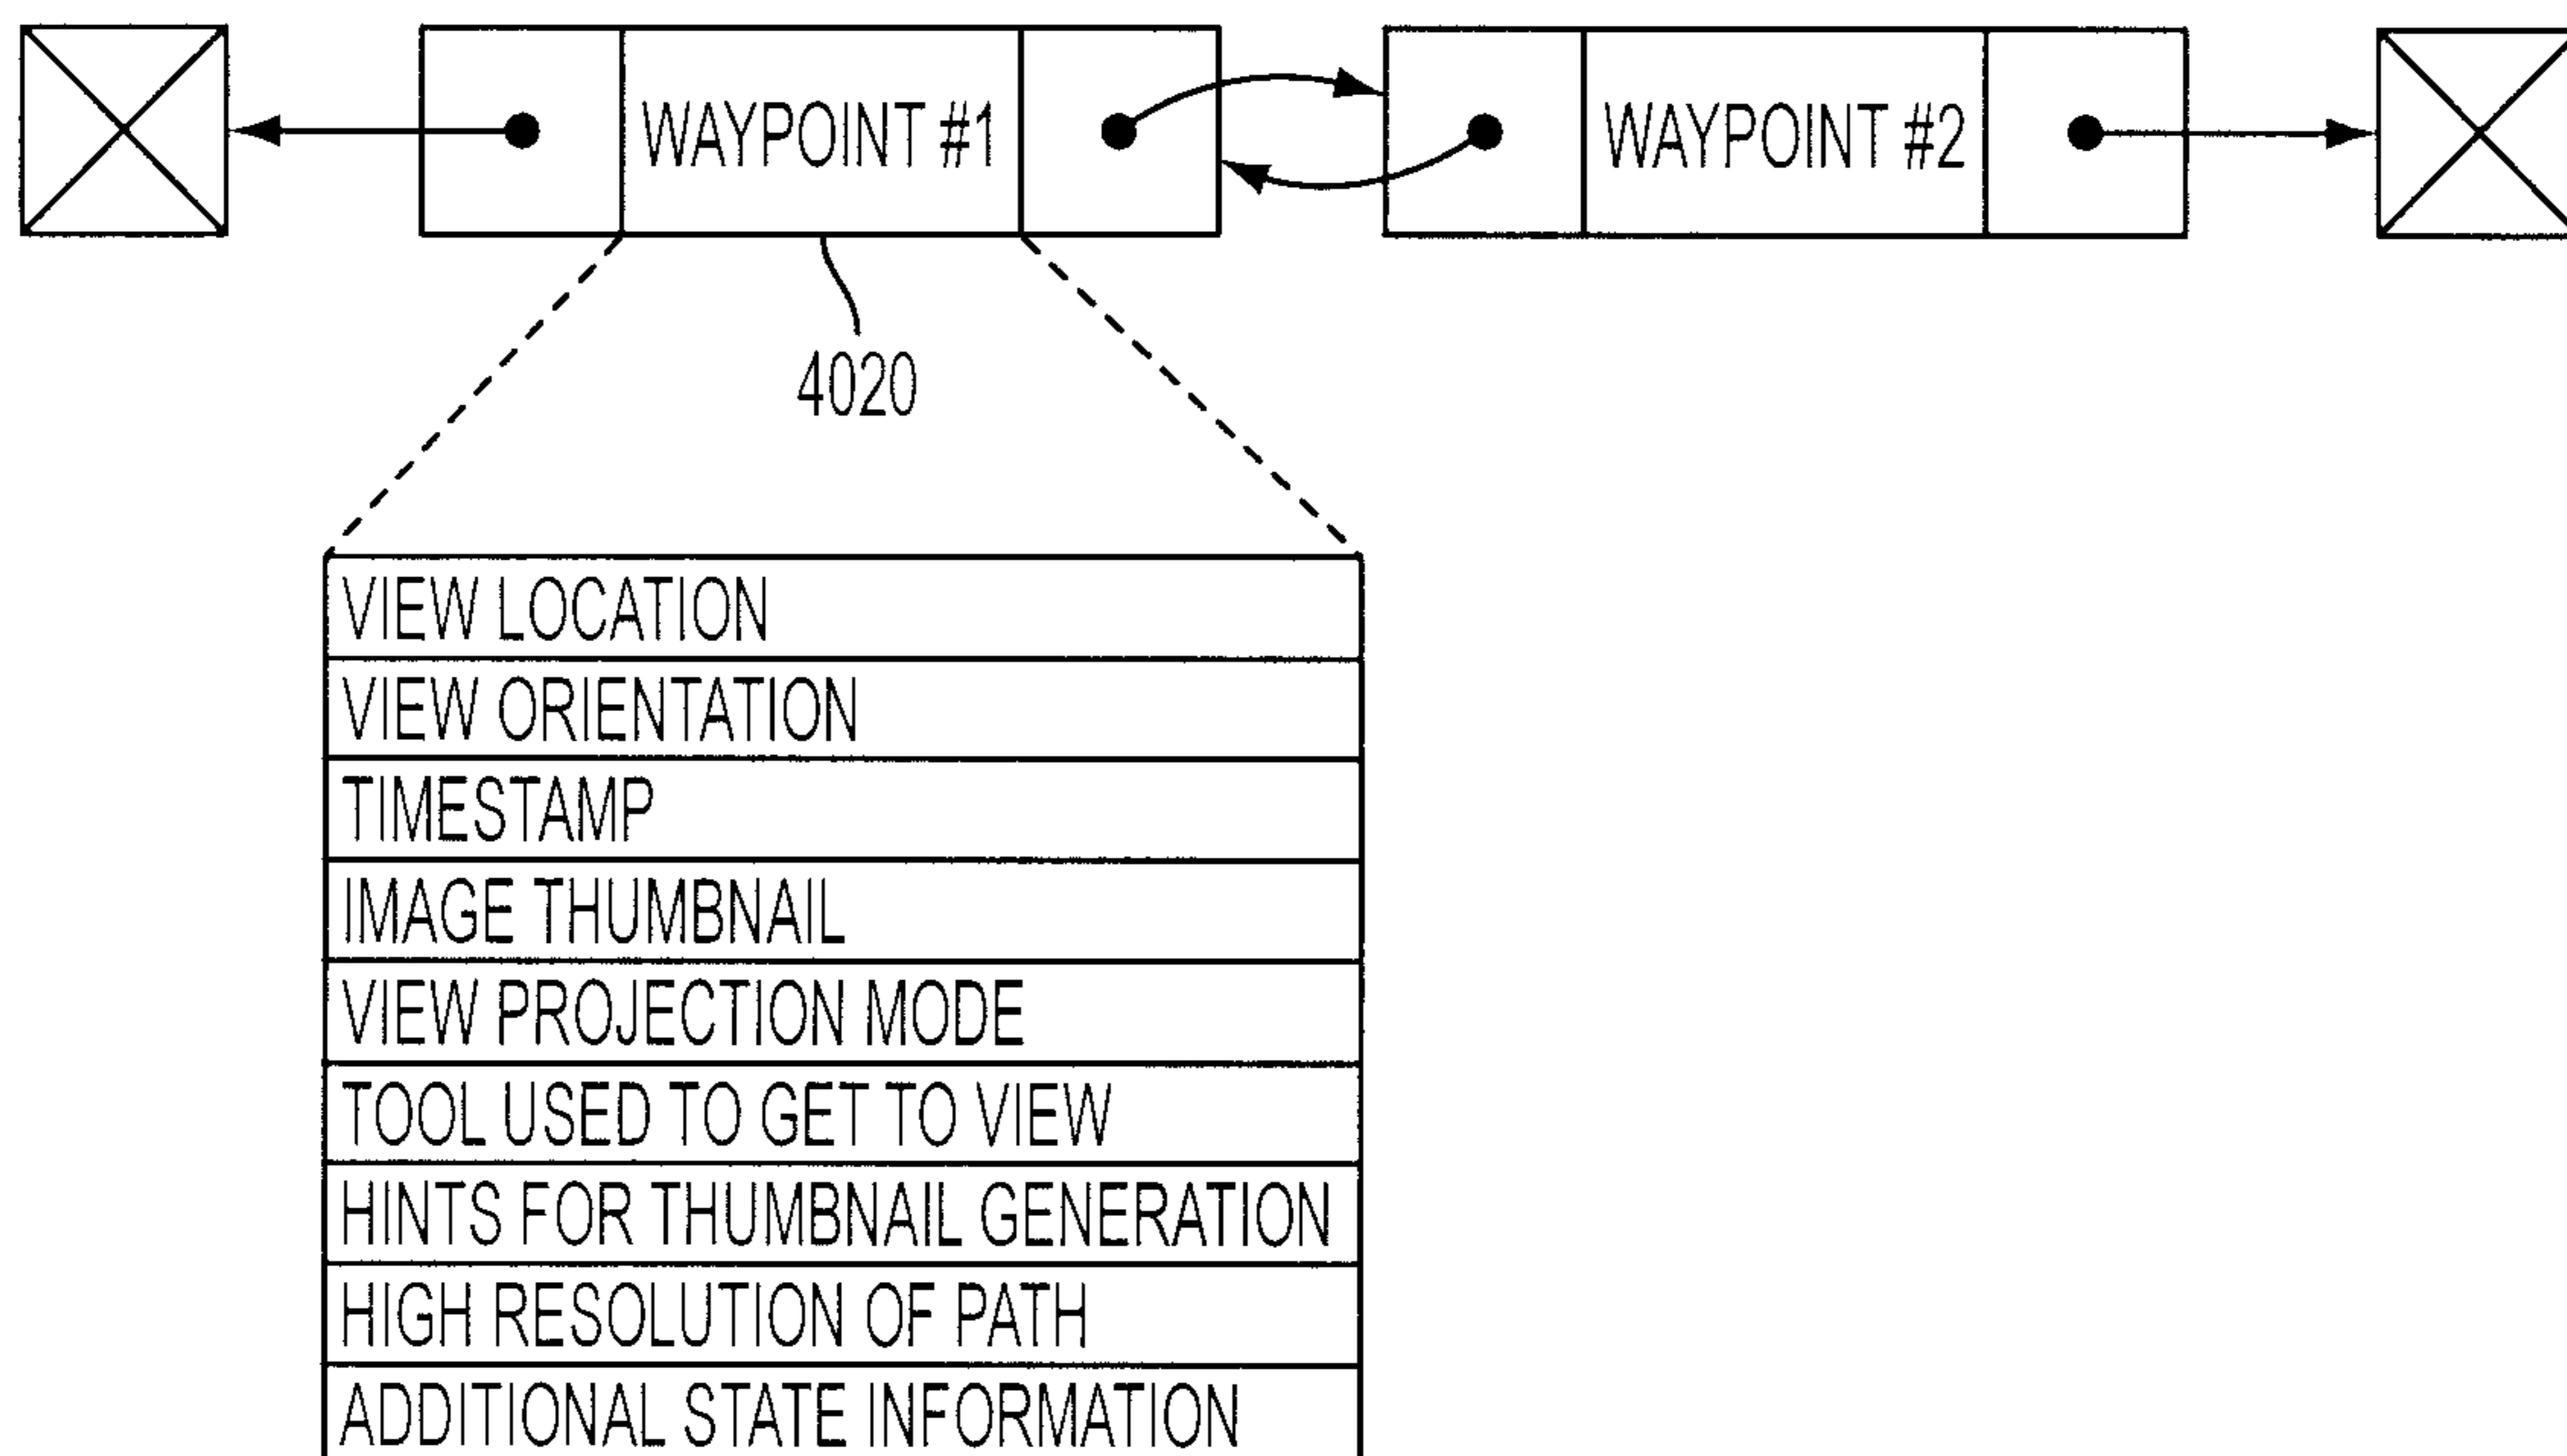 WAYPOINT #1
WAYPOINT #2
4020
VIEW LOCATION
VIEW ORIENTATION
TIMESTAMP
IMAGE THUMBNAIL
VIEW PROJECTION MODE
TOOL USED TO GET TO VIEW
HINTS FOR THUMBNAIL GENERATION
HIGH RESOLUTION OF PATH
ADDITIONAL STATE INFORMATION